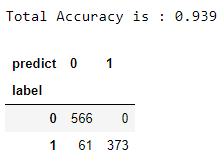 Total Accuracy is : 0.939
predict 0 1
label
0 566 0
1 61 373